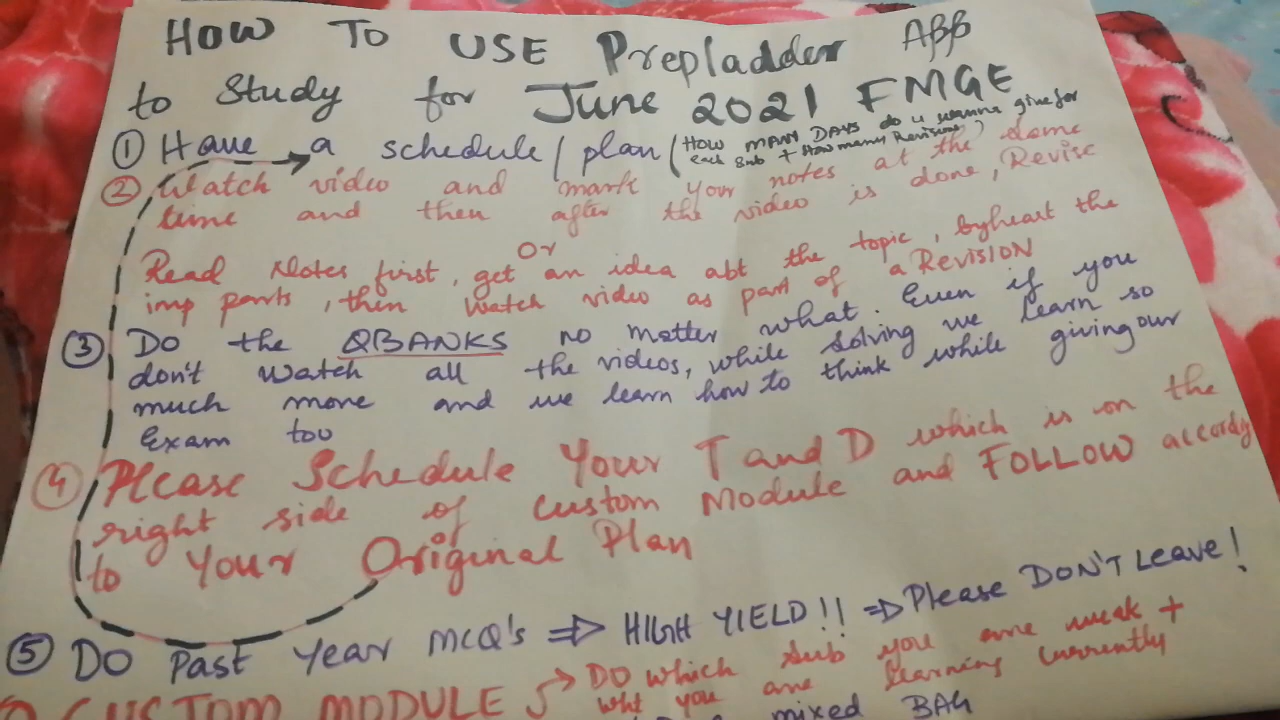 HOW TO USE Prepladder APP
to Study for June 2021 FMGE
① Have a schedule / plan (HOW MANY DAYS do u wanna give for
each sub + How many Revisions)
② Watch video and mark your notes at the same
time and then after the video is done, Revise
Or
Read Notes first, get an idea abt the topic, byheart the
imp parts, then watch video as part of a REVISION
③ Do the QBANKS no matter what. Even if you
don't watch all the videos, while solving we learn so
much more and we learn how to think while giving our
Exam too
④ Please Schedule Your T and D which is on the
right side of Custom Module and FOLLOW accordy
to Your Original Plan
⑤ DO Past Year MCQ's ⇒ HIGH YIELD!! ⇒ Please DON'T Leave!
CUSTOM MODULE → DO which sub you are weak +
wht you are learning currently
mixed BAG